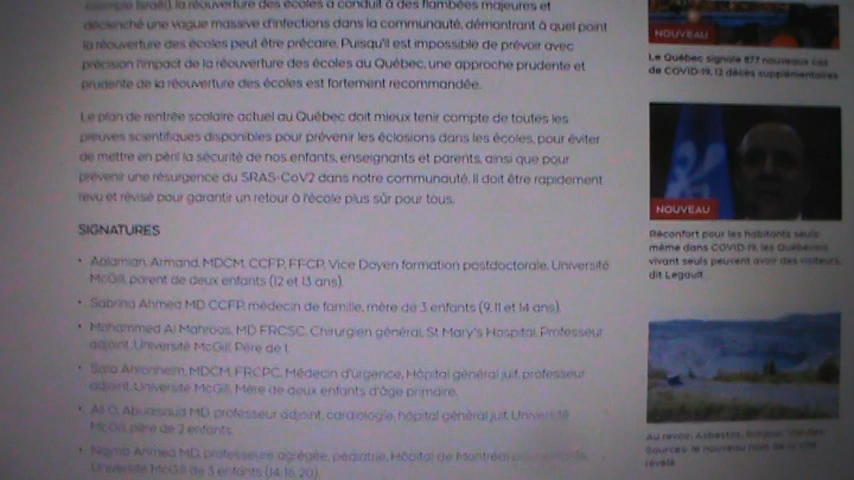 exemple Israël), la réouverture des écoles a conduit à des flambées majeures et
déclenché une vague massive d'infections dans la communauté, démontrant à quel point
la réouverture des écoles peut être précaire. Puisqu'il est impossible de prévoir avec
précision l'impact de la réouverture des écoles au Québec, une approche prudente et
prudente de la réouverture des écoles est fortement recommandée.
Le plan de rentrée scolaire actuel au Québec doit mieux tenir compte de toutes les
preuves scientifiques disponibles pour prévenir les éclosions dans les écoles, pour éviter
de mettre en péril la sécurité de nos enfants, enseignants et parents, ainsi que pour
prévenir une résurgence du SRAS-CoV2 dans notre communauté. Il doit être rapidement
revu et révisé pour garantir un retour à l'école plus sûr pour tous.
SIGNATURES
• Ablamian, Armand, MDCM, CCFP, FFCP, Vice Doyen formation postdoctorale, Université
McGill, parent de deux enfants (12 et 13 ans).
• Sabrina Ahmed MD CCFP, médecin de famille, mère de 3 enfants (9, 11 et 14 ans).
• Mohammed Al Mahroos, MD FRCSC, Chirurgien général, St Mary's Hospital, Professeur
adjoint, Université McGill, Père de 1.
• Sara Ahronheim, MDCM, FRCPC, Médecin d'urgence, Hôpital général juif, professeur
adjoint, Université McGill, Mère de deux enfants d'âge primaire.
• Ali O. Abualsaud MD, professeur adjoint, cardiologie, hôpital général juif, Université
McGill, père de 2 enfants.
• Najma Ahmed MD, professeure agrégée, pédiatrie, Hôpital de Montréal
Université McGill de 3 enfants (14, 16, 20).
NOUVEAU
Le Québec signale 877 nouveaux cas
de COVID-19, 12 décès supplémentaires
NOUVEAU
Réconfort pour les habitants seuls:
même dans COVID-19, les Québécois
vivant seuls peuvent avoir des visiteurs,
dit Legault
Au revoir, Asbestos, Bonjour, Val-des-
Sources: le nouveau nom de la ville
révélé